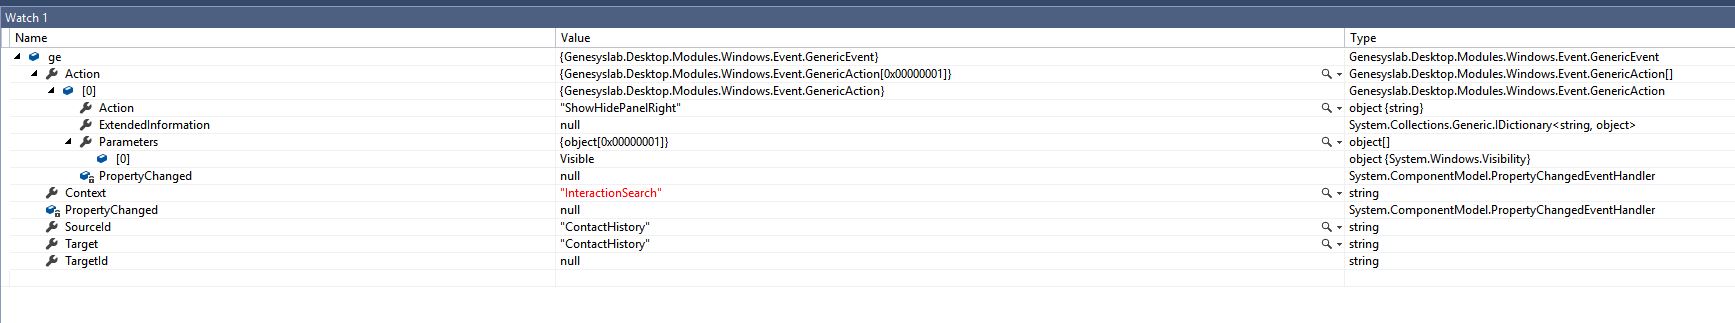 Watch 1
Name Value Type
ge {Genesyslab.Desktop.Modules.Windows.Event.GenericEvent} Genesyslab.Desktop.Modules.Windows.Event.GenericEvent
Action {Genesyslab.Desktop.Modules.Windows.Event.GenericAction[0x00000001]} Genesyslab.Desktop.Modules.Windows.Event.GenericAction[]
[0] {Genesyslab.Desktop.Modules.Windows.Event.GenericAction} Genesyslab.Desktop.Modules.Windows.Event.GenericAction
Action "ShowHidePanelRight" object {string}
ExtendedInformation null System.Collections.Generic.IDictionary<string, object>
Parameters {object[0x00000001]} object[]
[0] Visible object {System.Windows.Visibility}
PropertyChanged null System.ComponentModel.PropertyChangedEventHandler
Context "InteractionSearch" string
PropertyChanged null System.ComponentModel.PropertyChangedEventHandler
SourceId "ContactHistory" string
Target "ContactHistory" string
TargetId null string